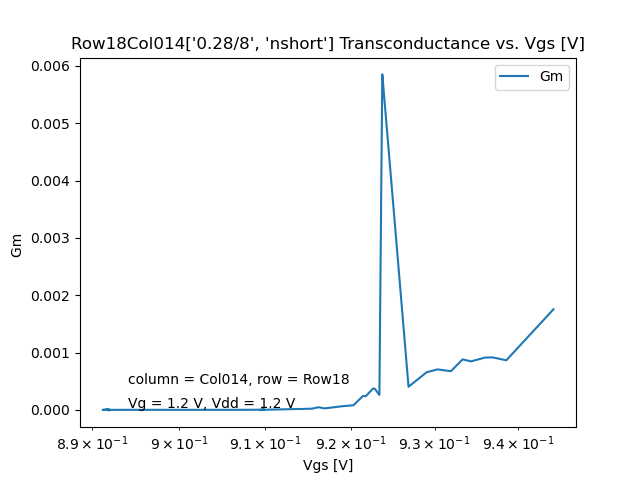 Row18Col014['0.28/8', 'nshort'] Transconductance vs. Vgs [V]
Gm
0.006
0.005
0.004
0.003
0.002
0.001
0.000
Gm
column = Col014, row = Row18
Vg = 1.2 V, Vdd = 1.2 V
8.9 × 10⁻¹ 9 × 10⁻¹ 9.1 × 10⁻¹ 9.2 × 10⁻¹ 9.3 × 10⁻¹ 9.4 × 10⁻¹
Vgs [V]